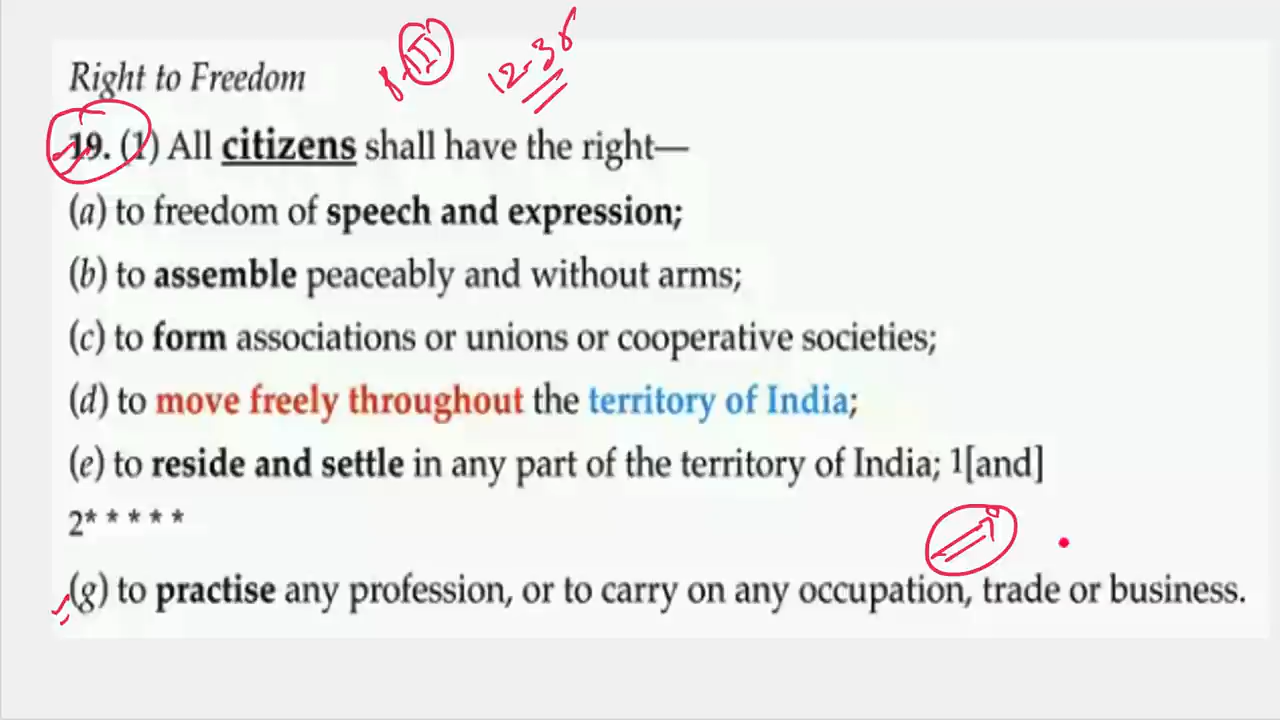 P-III 12-36
Right to Freedom
19. (1) All citizens shall have the right—
(a) to freedom of speech and expression;
(b) to assemble peaceably and without arms;
(c) to form associations or unions or cooperative societies;
(d) to move freely throughout the territory of India;
(e) to reside and settle in any part of the territory of India; 1[and]
2* * * * *
(g) to practise any profession, or to carry on any occupation, trade or business.